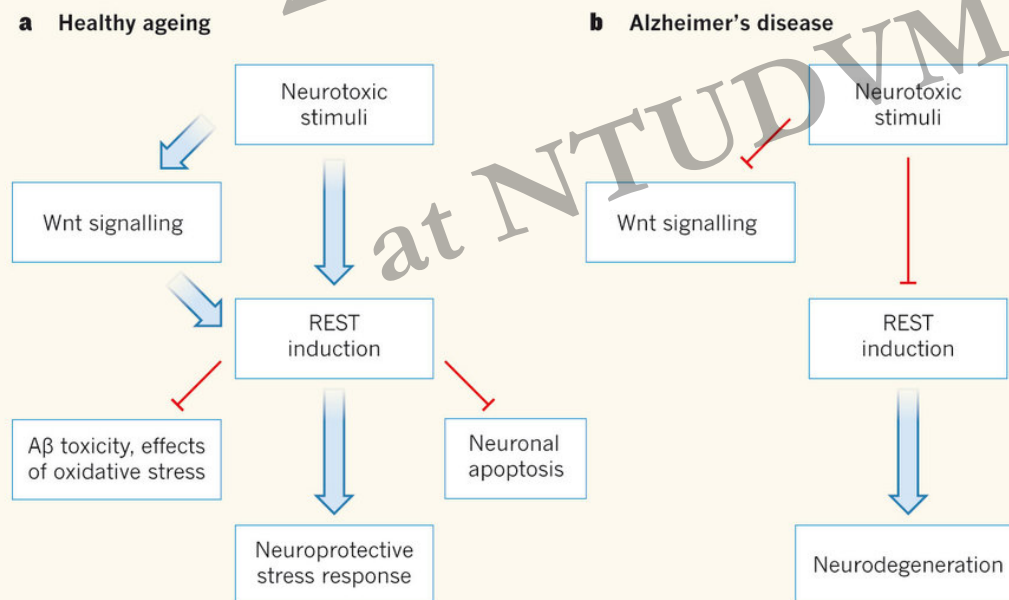 a Healthy ageing
Neurotoxic
stimuli
Wnt signalling
REST
induction
Aβ toxicity, effects
of oxidative stress
Neuronal
apoptosis
Neuroprotective
stress response
b Alzheimer's disease
Neurotoxic
stimuli
Wnt signalling
REST
induction
Neurodegeneration
at NTUDVM